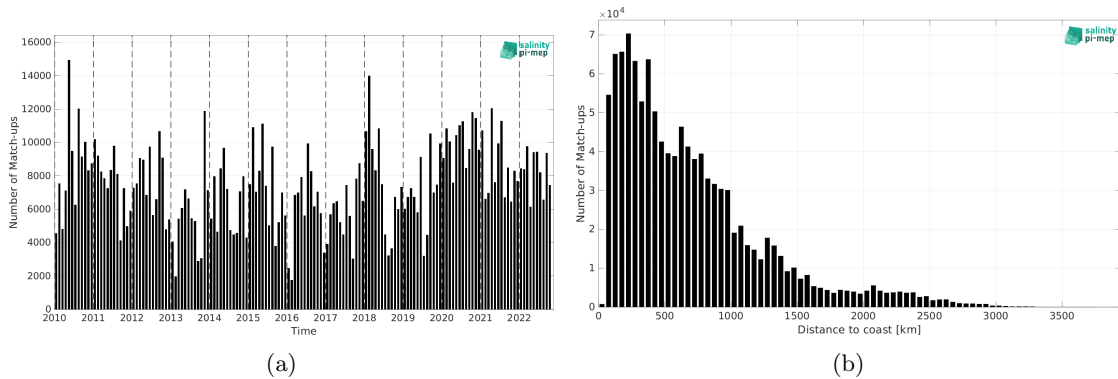 16000
14000
12000
10000
8000
6000
4000
2000
0
Number of Match-ups
2010 2011 2012 2013 2014 2015 2016 2017 2018 2019 2020 2021 2022
Time
salinity
pi-mep
(a)
×10⁴
7
6
5
4
3
2
1
0
Number of Match-ups
0 500 1000 1500 2000 2500 3000 3500
Distance to coast [km]
salinity
pi-mep
(b)